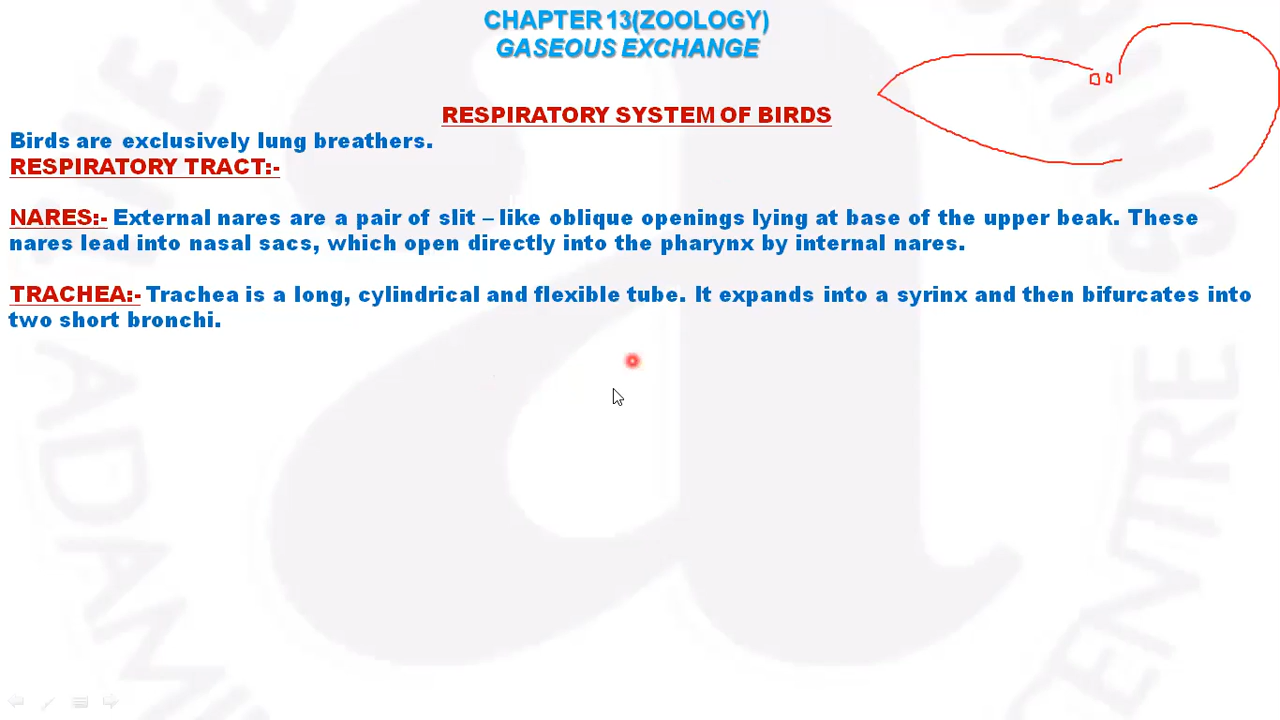 CHAPTER 13(ZOOLOGY)
GASEOUS EXCHANGE
RESPIRATORY SYSTEM OF BIRDS
Birds are exclusively lung breathers.
RESPIRATORY TRACT:-
NARES:- External nares are a pair of slit – like oblique openings lying at base of the upper beak. These
nares lead into nasal sacs, which open directly into the pharynx by internal nares.
TRACHEA:- Trachea is a long, cylindrical and flexible tube. It expands into a syrinx and then bifurcates into
two short bronchi.